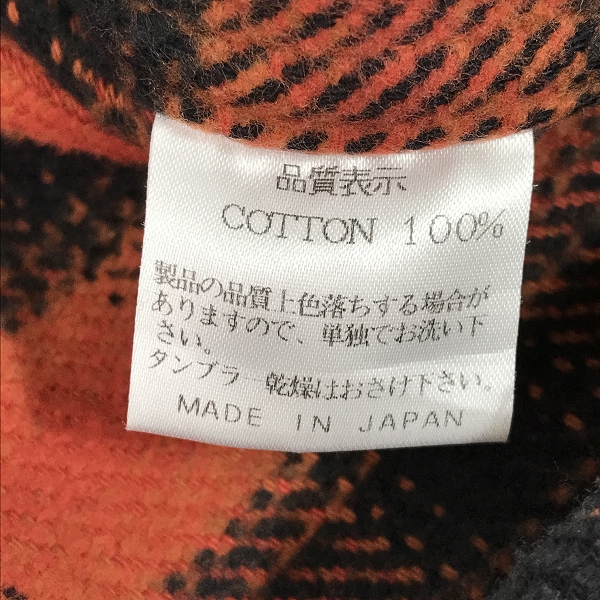 品質表示
COTTON 100%
製品の品質上色落ちする場合が
ありますので、単独でお洗い下
さい。
タンブラー乾燥はおさけ下さい。
MADE IN JAPAN